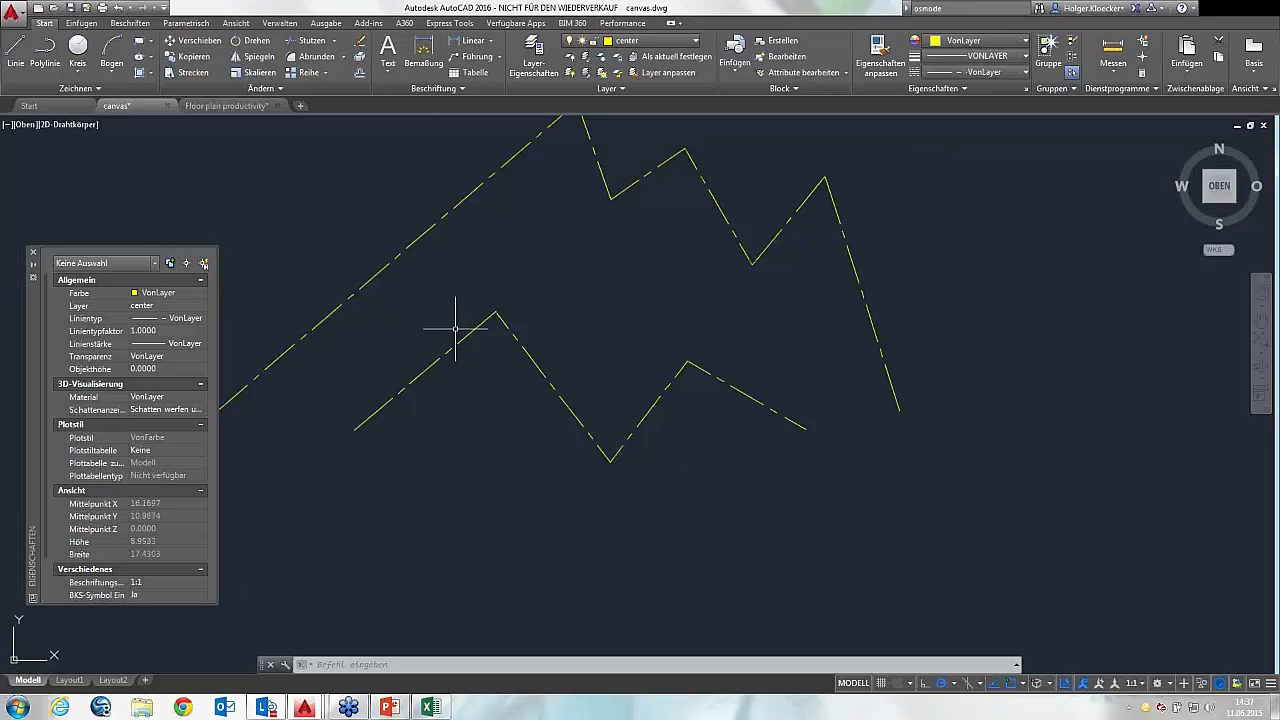 Autodesk AutoCAD 2016 - NICHT FÜR DEN WIEDERVERKAUF canvas.dwg
osmode
Holger.Kloecker
Start Einfügen Beschriften Parametrisch Ansicht Verwalten Ausgabe Add-ins A360 Express Tools Verfügbare Apps BIM 360 Performance
Linie Polylinie Kreis Bogen
Verschieben Drehen Stutzen
Kopieren Spiegeln Abrunden
Strecken Skalieren Reihe
Text Bemaßung
Linear
Führung
Tabelle
Layer-Eigenschaften
center
Als aktuell festlegen
Layer anpassen
Einfügen
Erstellen
Bearbeiten
Attribute bearbeiten
Eigenschaften anpassen
VonLayer
VONLAYER
VonLayer
Gruppe
Messen
Einfügen
Basis
Zeichnen Ändern Beschriftung Layer Block Eigenschaften Gruppen Dienstprogramme Zwischenablage Ansicht
Start canvas* Floor plan productivity*
[−][Oben][2D-Drahtkörper]
N
W OBEN O
S
WKS
Keine Auswahl
Allgemein
Farbe VonLayer
Layer center
Linientyp VonLayer
Linientypfaktor 1.0000
Linienstärke VonLayer
Transparenz VonLayer
Objekthöhe 0.0000
3D-Visualisierung
Material VonLayer
Schattenanzei... Schatten werfen u...
Plotstil
Plotstil VonFarbe
Plotstiltabelle Keine
Plottabelle zu... Modell
Plottabellentyp Nicht verfügbar
Ansicht
Mittelpunkt X 16.1697
Mittelpunkt Y 10.9874
Mittelpunkt Z 0.0000
Höhe 8.9533
Breite 17.4303
Verschiedenes
Beschriftungs... 1:1
BKS-Symbol Ein Ja
EIGENSCHAFTEN
Y
X
Befehl eingeben
Modell Layout1 Layout2
MODELL
1:1
14:37
11.06.2015